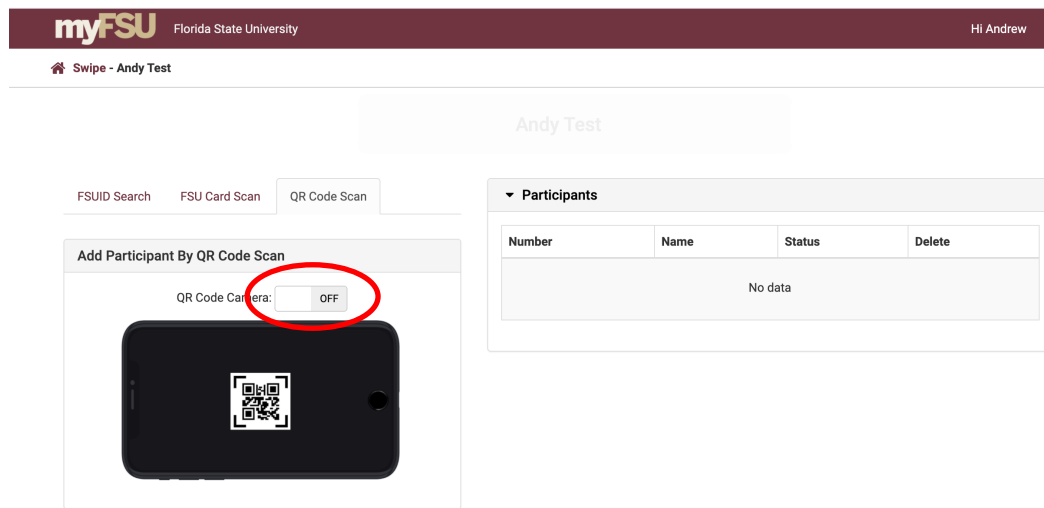 myFSU Florida State University Hi Andrew
Swipe - Andy Test
Andy Test
FSUID Search FSU Card Scan QR Code Scan
Add Participant By QR Code Scan
QR Code Camera: OFF
Participants
Number Name Status Delete
No data